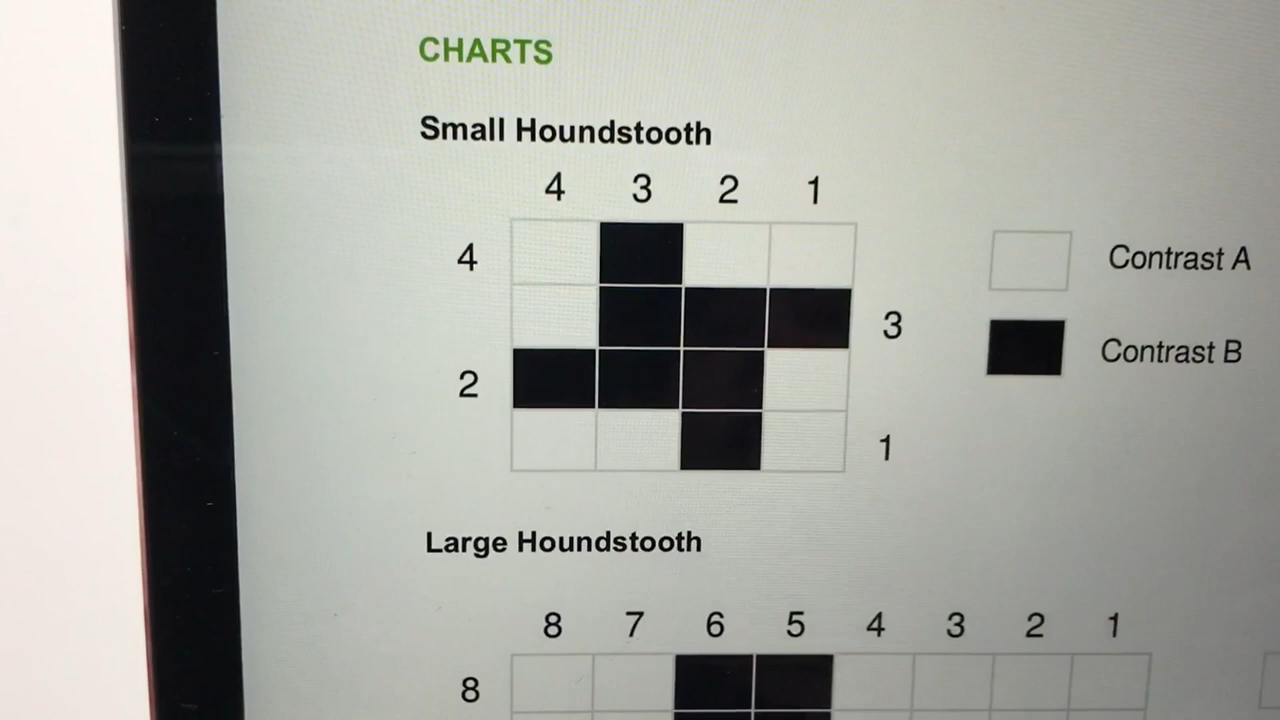 CHARTS
Small Houndstooth
4 3 2 1
4
Contrast A
3
Contrast B
2
1
Large Houndstooth
8 7 6 5 4 3 2 1
8